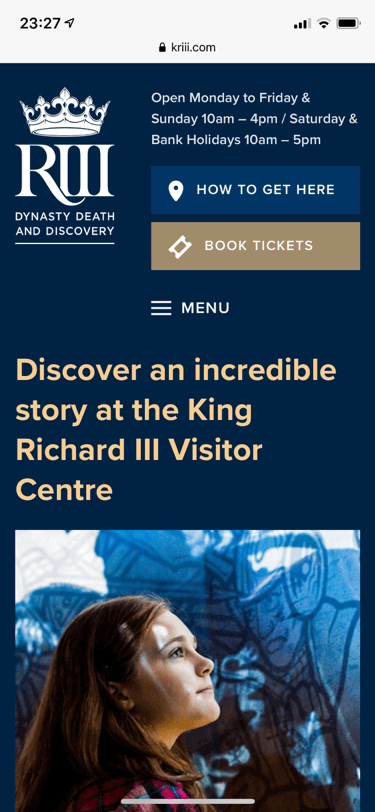 23:27
kriii.com
RIII
DYNASTY DEATH
AND DISCOVERY
Open Monday to Friday &
Sunday 10am – 4pm / Saturday &
Bank Holidays 10am – 5pm
HOW TO GET HERE
BOOK TICKETS
MENU
Discover an incredible
story at the King
Richard III Visitor
Centre